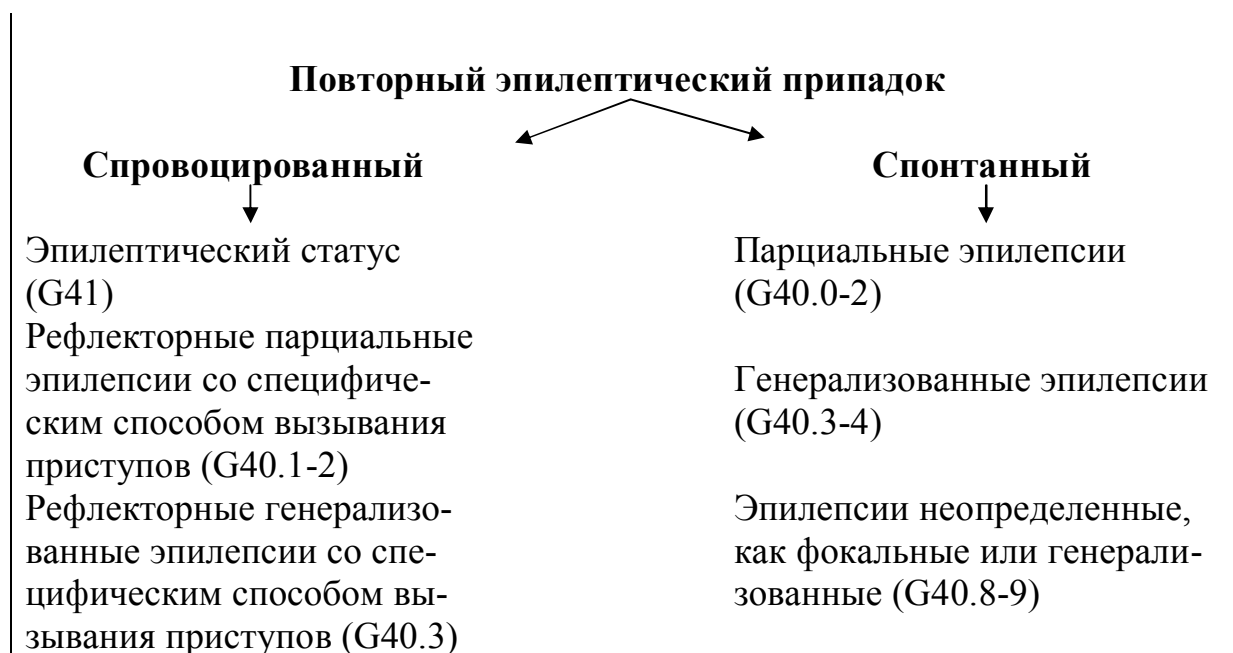 Повторный эпилептический припадок
Спровоцированный
Эпилептический статус
(G41)
Рефлекторные парциальные
эпилепсии со специфиче-
ским способом вызывания
приступов (G40.1-2)
Рефлекторные генерализо-
ванные эпилепсии со спе-
цифическим способом вы-
зывания приступов (G40.3)
Спонтанный
Парциальные эпилепсии
(G40.0-2)
Генерализованные эпилепсии
(G40.3-4)
Эпилепсии неопределенные,
как фокальные или генерали-
зованные (G40.8-9)